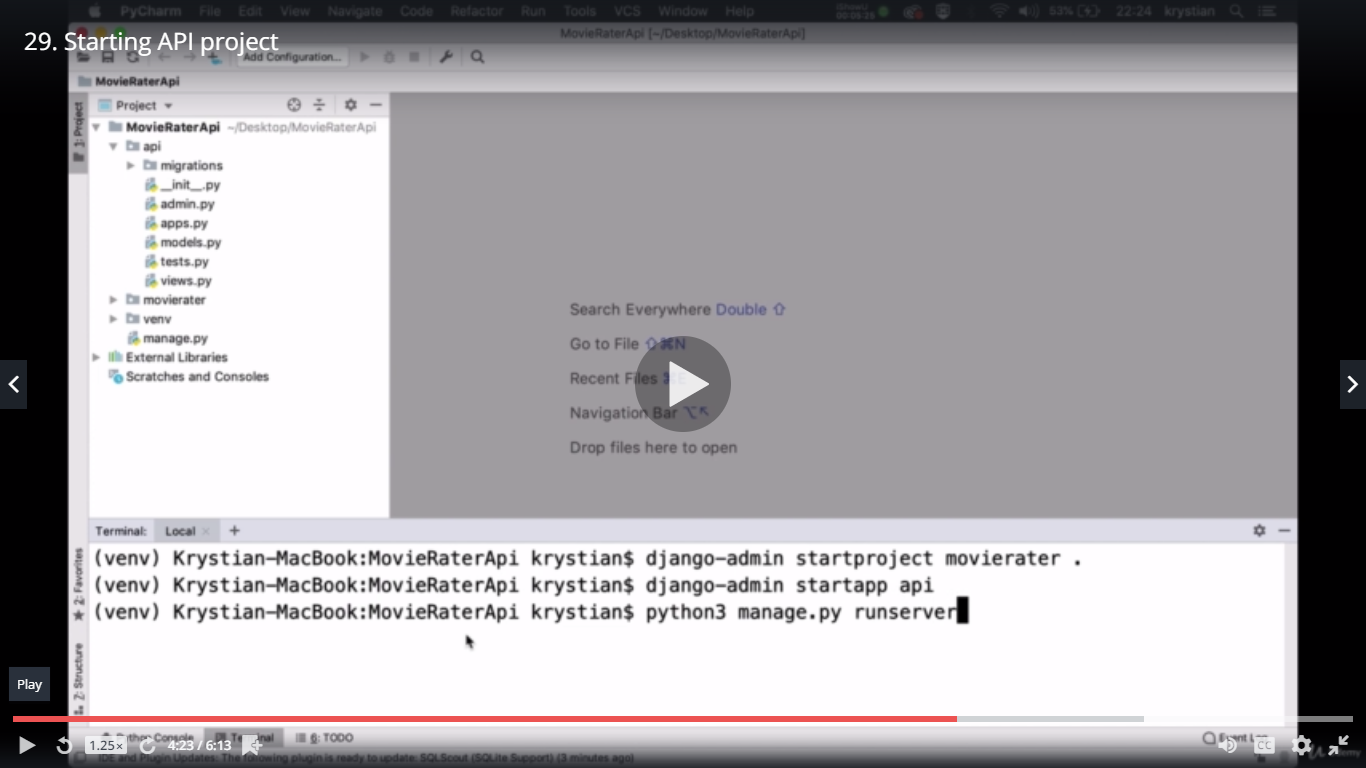 PyCharm File Edit View Navigate Code Refactor Run Tools VCS Window Help 53% 22:24 krystian
MovieRaterApi [~/Desktop/MovieRaterApi]
29. Starting API project
Add Configuration...
MovieRaterApi
1: Project
Project
MovieRaterApi ~/Desktop/MovieRaterApi
api
migrations
__init__.py
admin.py
apps.py
models.py
tests.py
views.py
movierater
venv
manage.py
External Libraries
Scratches and Consoles
Search Everywhere Double ⇧
Go to File ⇧⌘N
Recent Files ⌘E
Navigation Bar ⌥↖
Drop files here to open
Terminal: Local × +
(venv) Krystian-MacBook:MovieRaterApi krystian$ django-admin startproject movierater .
(venv) Krystian-MacBook:MovieRaterApi krystian$ django-admin startapp api
(venv) Krystian-MacBook:MovieRaterApi krystian$ python3 manage.py runserver
2: Favorites
7: Structure
Play
Python Console Terminal 6: TODO Event Log
1.25× 4:23 / 6:13 CC
IDE and Plugin Updates: The following plugin is ready to update: SQLScout (SQLite Support) (3 minutes ago)